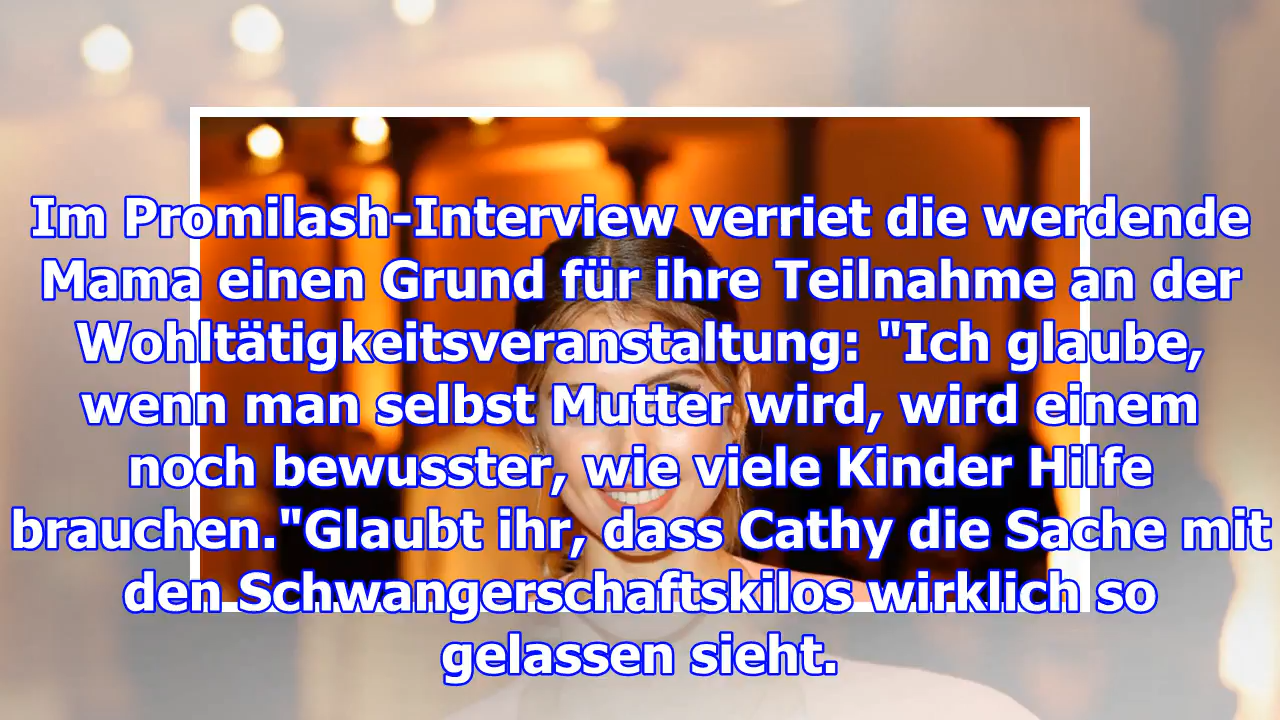 Im Promilash-Interview verriet die werdende
Mama einen Grund für ihre Teilnahme an der
Wohltätigkeitsveranstaltung: "Ich glaube,
wenn man selbst Mutter wird, wird einem
noch bewusster, wie viele Kinder Hilfe
brauchen."Glaubt ihr, dass Cathy die Sache mit
den Schwangerschaftskilos wirklich so
gelassen sieht.